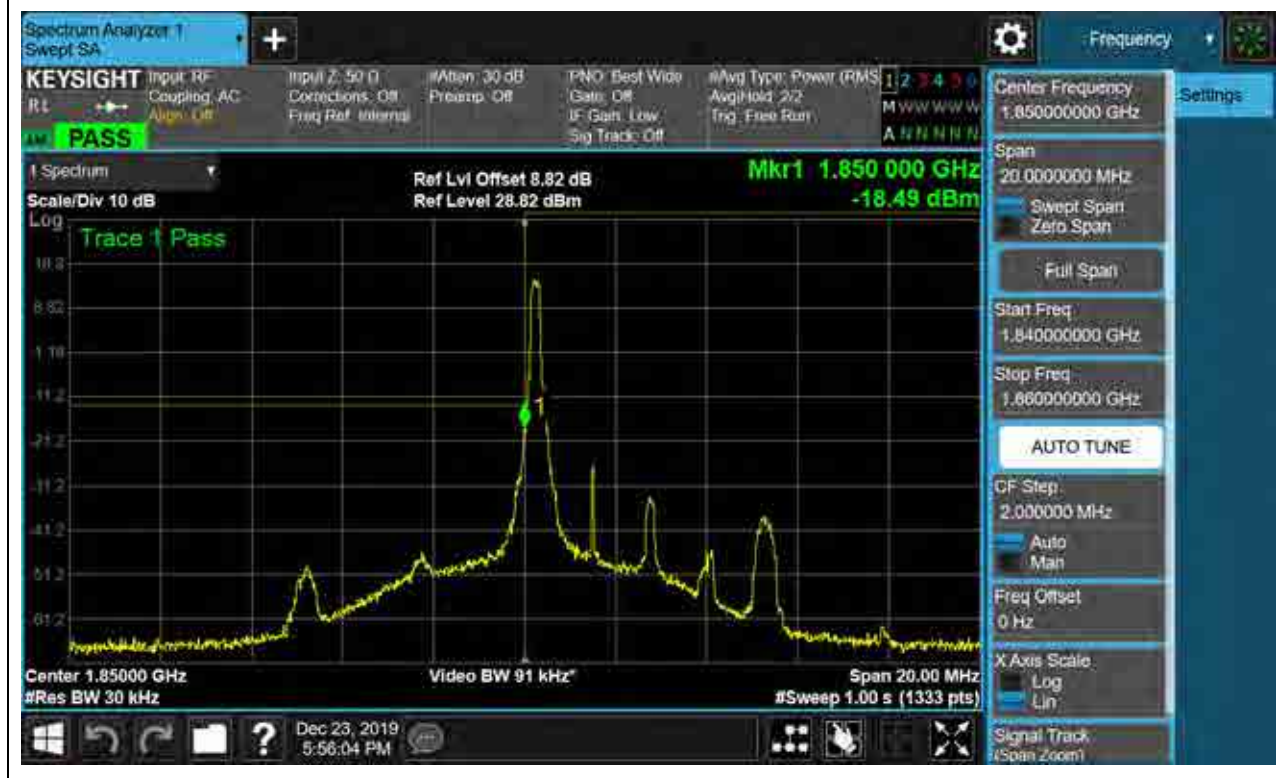 Spectrum Analyzer 1
Swept SA
Frequency
KEYSIGHT
Input: RF
Coupling: AC
Align: Off
Input Z: 50 Ω
Corrections: Off
Freq Ref: Internal
#Atten: 30 dB
Preamp: Off
PNO: Best Wide
Gate: Off
IF Gain: Low
Sig Track: Off
#Avg Type: Power (RMS
Avg|Hold: 2/2
Trig: Free Run
1 2 3 4 5 6
M W W W W W
A N N N N N
RL
PASS
Settings
1 Spectrum
Scale/Div 10 dB
Ref Lvl Offset 8.82 dB
Ref Level 28.82 dBm
Mkr1 1.850 000 GHz
-18.49 dBm
Log
Trace 1 Pass
8.82
-11.2
-21.2
-41.2
-51.2
-61.2
Center 1.85000 GHz
#Res BW 30 kHz
Video BW 91 kHz*
Span 20.00 MHz
#Sweep 1.00 s (1333 pts)
Center Frequency
1.850000000 GHz
Span
20.0000000 MHz
Swept Span
Zero Span
Full Span
Start Freq
1.840000000 GHz
Stop Freq
1.860000000 GHz
AUTO TUNE
CF Step
2.000000 MHz
Auto
Man
Freq Offset
0 Hz
X Axis Scale
Log
Lin
Signal Track
(Span Zoom)
?
Dec 23, 2019
5:56:04 PM